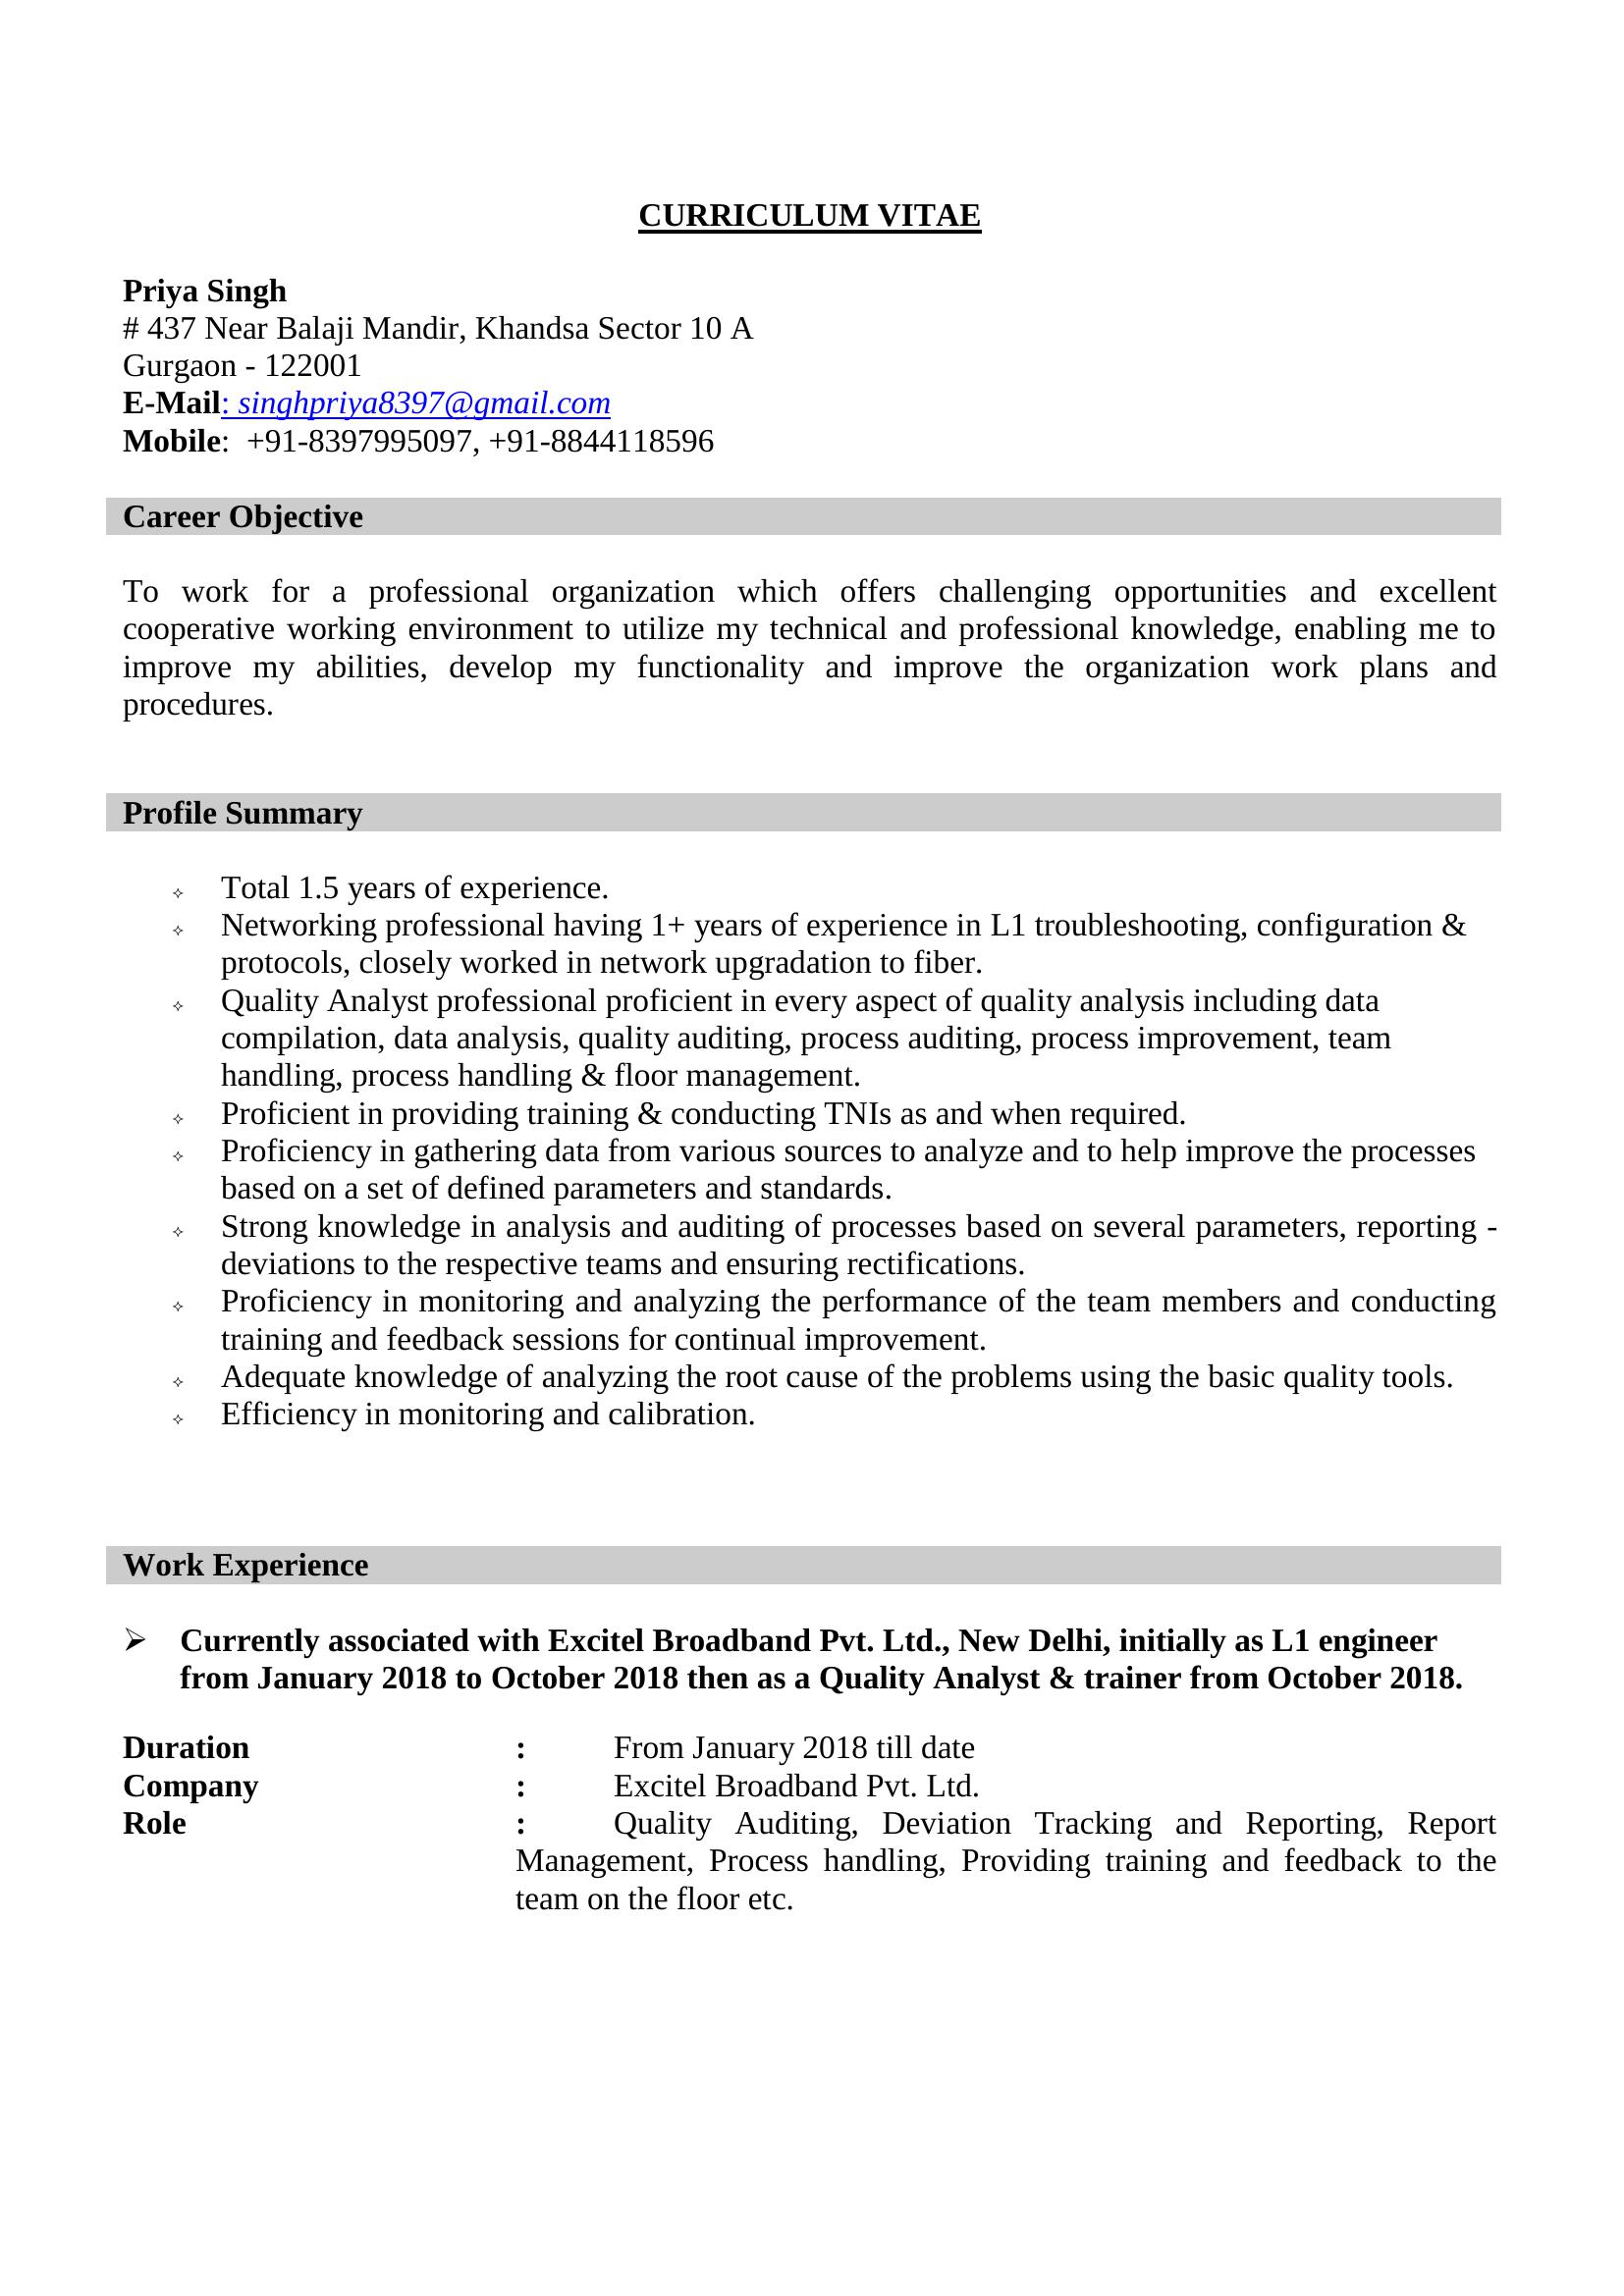 CURRICULUM VITAE
Priya Singh
# 437 Near Balaji Mandir, Khandsa Sector 10 A
Gurgaon - 122001
E-Mail: singhpriya8397@gmail.com
Mobile:  +91-8397995097, +91-8844118596
Career Objective
To work for a professional organization which offers challenging opportunities and excellent
cooperative working environment to utilize my technical and professional knowledge, enabling me to
improve my abilities, develop my functionality and improve the organization work plans and
procedures.
Profile Summary
✧ Total 1.5 years of experience.
✧ Networking professional having 1+ years of experience in L1 troubleshooting, configuration &
protocols, closely worked in network upgradation to fiber.
✧ Quality Analyst professional proficient in every aspect of quality analysis including data
compilation, data analysis, quality auditing, process auditing, process improvement, team
handling, process handling & floor management.
✧ Proficient in providing training & conducting TNIs as and when required.
✧ Proficiency in gathering data from various sources to analyze and to help improve the processes
based on a set of defined parameters and standards.
✧ Strong knowledge in analysis and auditing of processes based on several parameters, reporting -
deviations to the respective teams and ensuring rectifications.
✧ Proficiency in monitoring and analyzing the performance of the team members and conducting
training and feedback sessions for continual improvement.
✧ Adequate knowledge of analyzing the root cause of the problems using the basic quality tools.
✧ Efficiency in monitoring and calibration.
Work Experience
➢ Currently associated with Excitel Broadband Pvt. Ltd., New Delhi, initially as L1 engineer
from January 2018 to October 2018 then as a Quality Analyst & trainer from October 2018.
Duration : From January 2018 till date
Company : Excitel Broadband Pvt. Ltd.
Role : Quality Auditing, Deviation Tracking and Reporting, Report
Management, Process handling, Providing training and feedback to the
team on the floor etc.